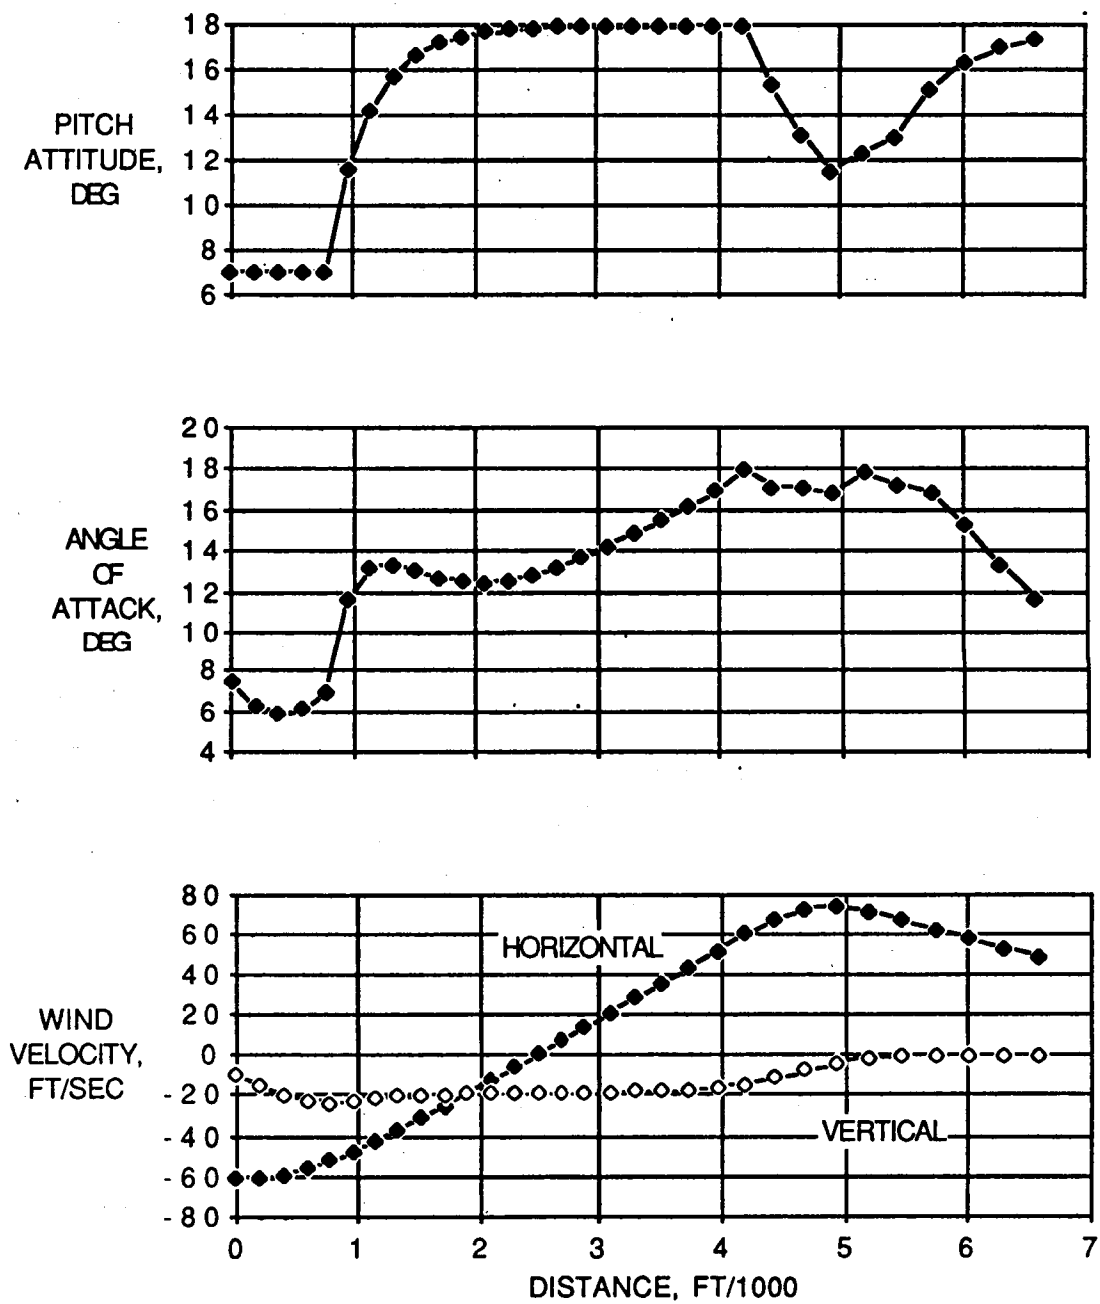 18
16
14
12
10
8
6
PITCH
ATTITUDE,
DEG
20
18
16
14
12
10
8
6
4
ANGLE
OF
ATTACK,
DEG
80
60
40
20
0
-20
-40
-60
-80
WIND
VELOCITY,
FT/SEC
HORIZONTAL
VERTICAL
0 1 2 3 4 5 6 7
DISTANCE, FT/1000